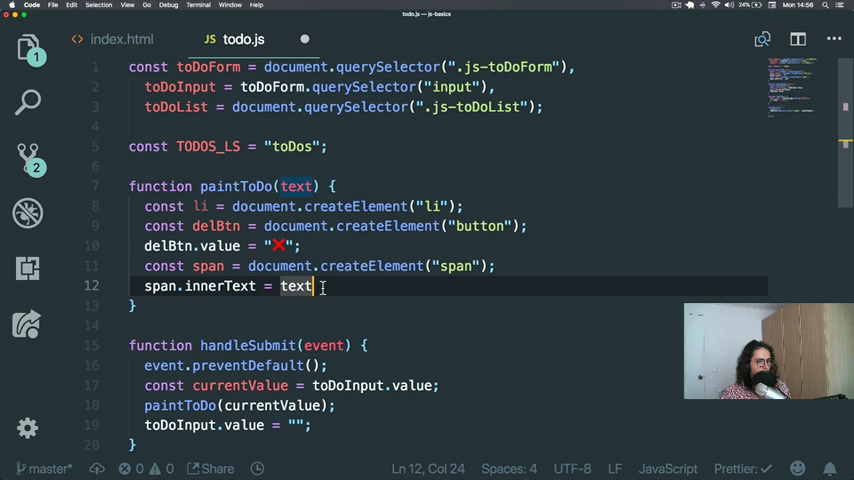 Code File Edit Selection View Go Debug Terminal Window Help 24% Mon 14:56
todo.js — js-basics
<> index.html JS todo.js
1 const toDoForm = document.querySelector(".js-toDoForm"),
2 toDoInput = toDoForm.querySelector("input"),
3 toDoList = document.querySelector(".js-toDoList");
4
5 const TODOS_LS = "toDos";
6
7 function paintToDo(text) {
8 const li = document.createElement("li");
9 const delBtn = document.createElement("button");
10 delBtn.value = "❌";
11 const span = document.createElement("span");
12 span.innerText = text
13 }
14
15 function handleSubmit(event) {
16 event.preventDefault();
17 const currentValue = toDoInput.value;
18 paintToDo(currentValue);
19 toDoInput.value = "";
20 }
1
2
master* 0 0 Share Ln 12, Col 24 Spaces: 4 UTF-8 LF JavaScript Prettier: ✓